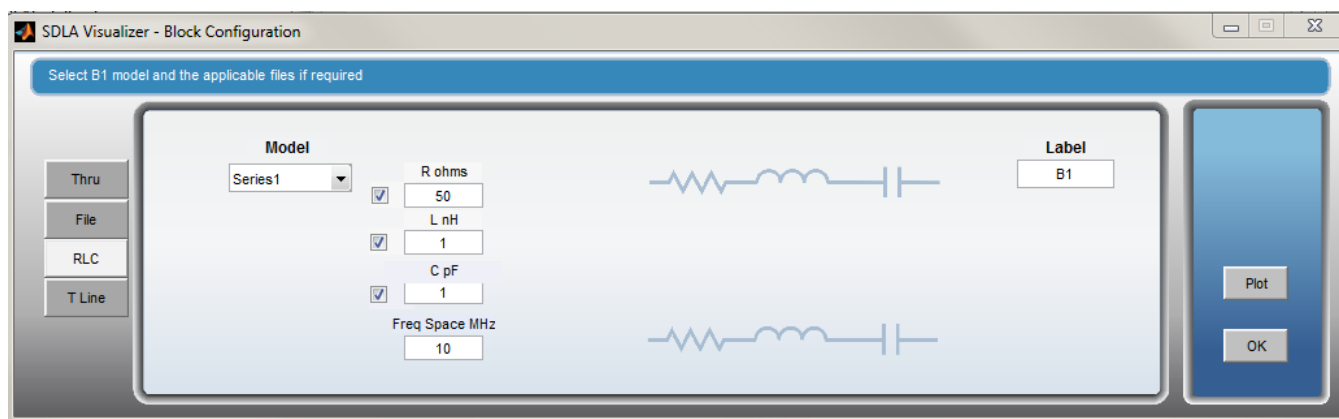 SDLA Visualizer - Block Configuration
Select B1 model and the applicable files if required
Thru
File
RLC
T Line
Model
Series1
R ohms
50
L nH
1
C pF
1
Freq Space MHz
10
Label
B1
Plot
OK